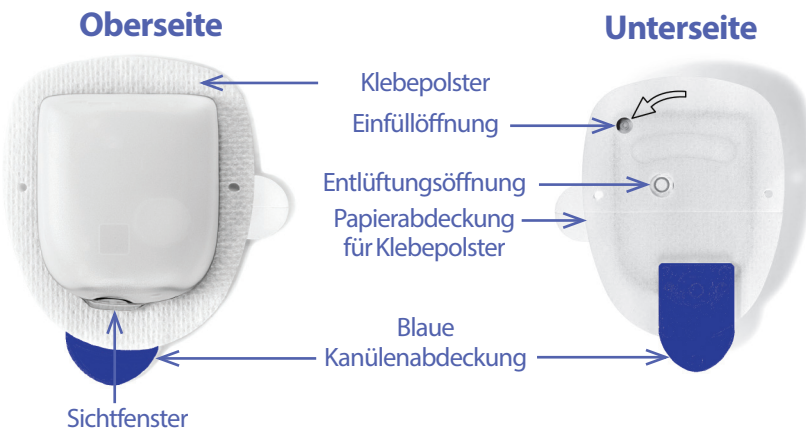 Oberseite
Unterseite
Klebepolster
Einfüllöffnung
Entlüftungsöffnung
Papierabdeckung
für Klebepolster
Blaue
Kanülenabdeckung
Sichtfenster